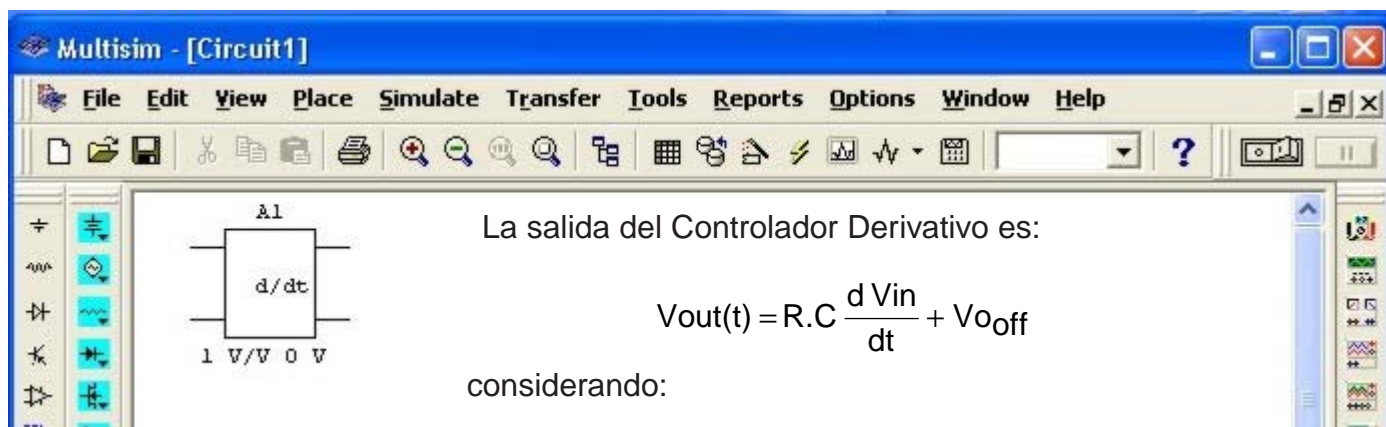 Multisim - [Circuit1]
File Edit View Place Simulate Transfer Tools Reports Options Window Help
?
A1
d/dt
1 V/V 0 V
La salida del Controlador Derivativo es:
Vout(t) = R.C d Vin / dt + Vo off
considerando: